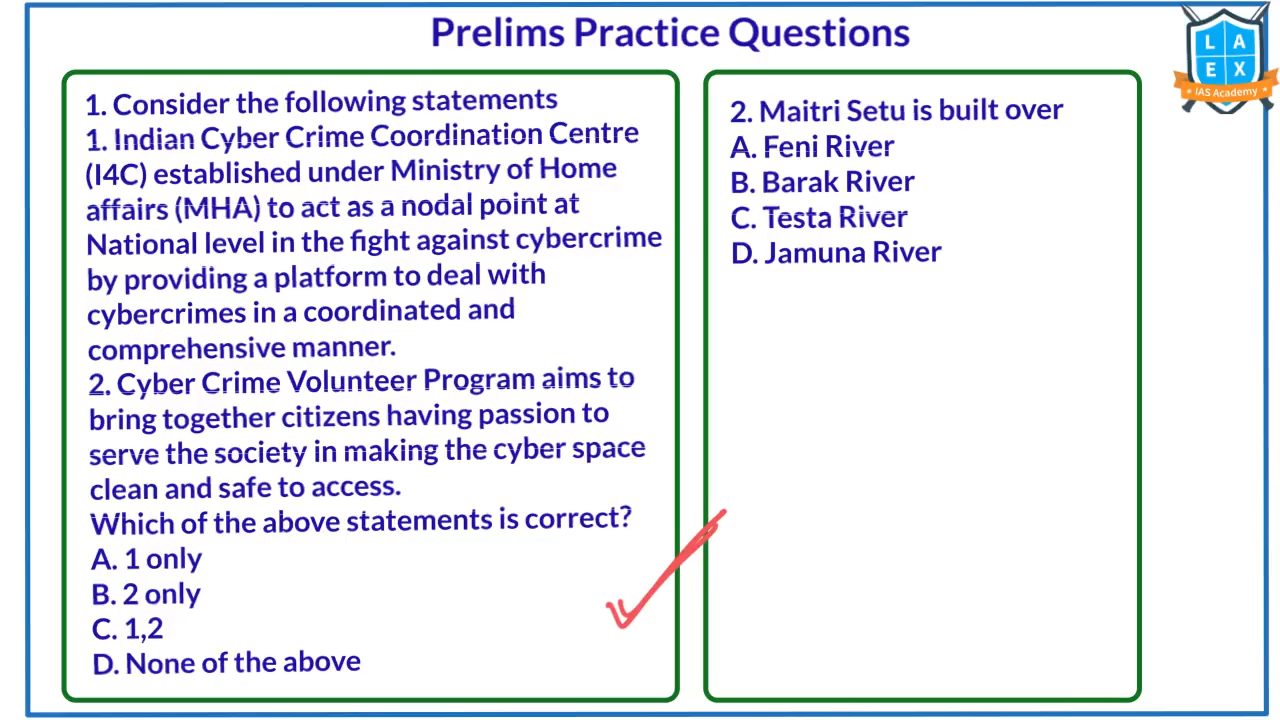 Prelims Practice Questions
L A
E X
IAS Academy
1. Consider the following statements
1. Indian Cyber Crime Coordination Centre
(I4C) established under Ministry of Home
affairs (MHA) to act as a nodal point at
National level in the fight against cybercrime
by providing a platform to deal with
cybercrimes in a coordinated and
comprehensive manner.
2. Cyber Crime Volunteer Program aims to
bring together citizens having passion to
serve the society in making the cyber space
clean and safe to access.
Which of the above statements is correct?
A. 1 only
B. 2 only
C. 1,2
D. None of the above
2. Maitri Setu is built over
A. Feni River
B. Barak River
C. Testa River
D. Jamuna River